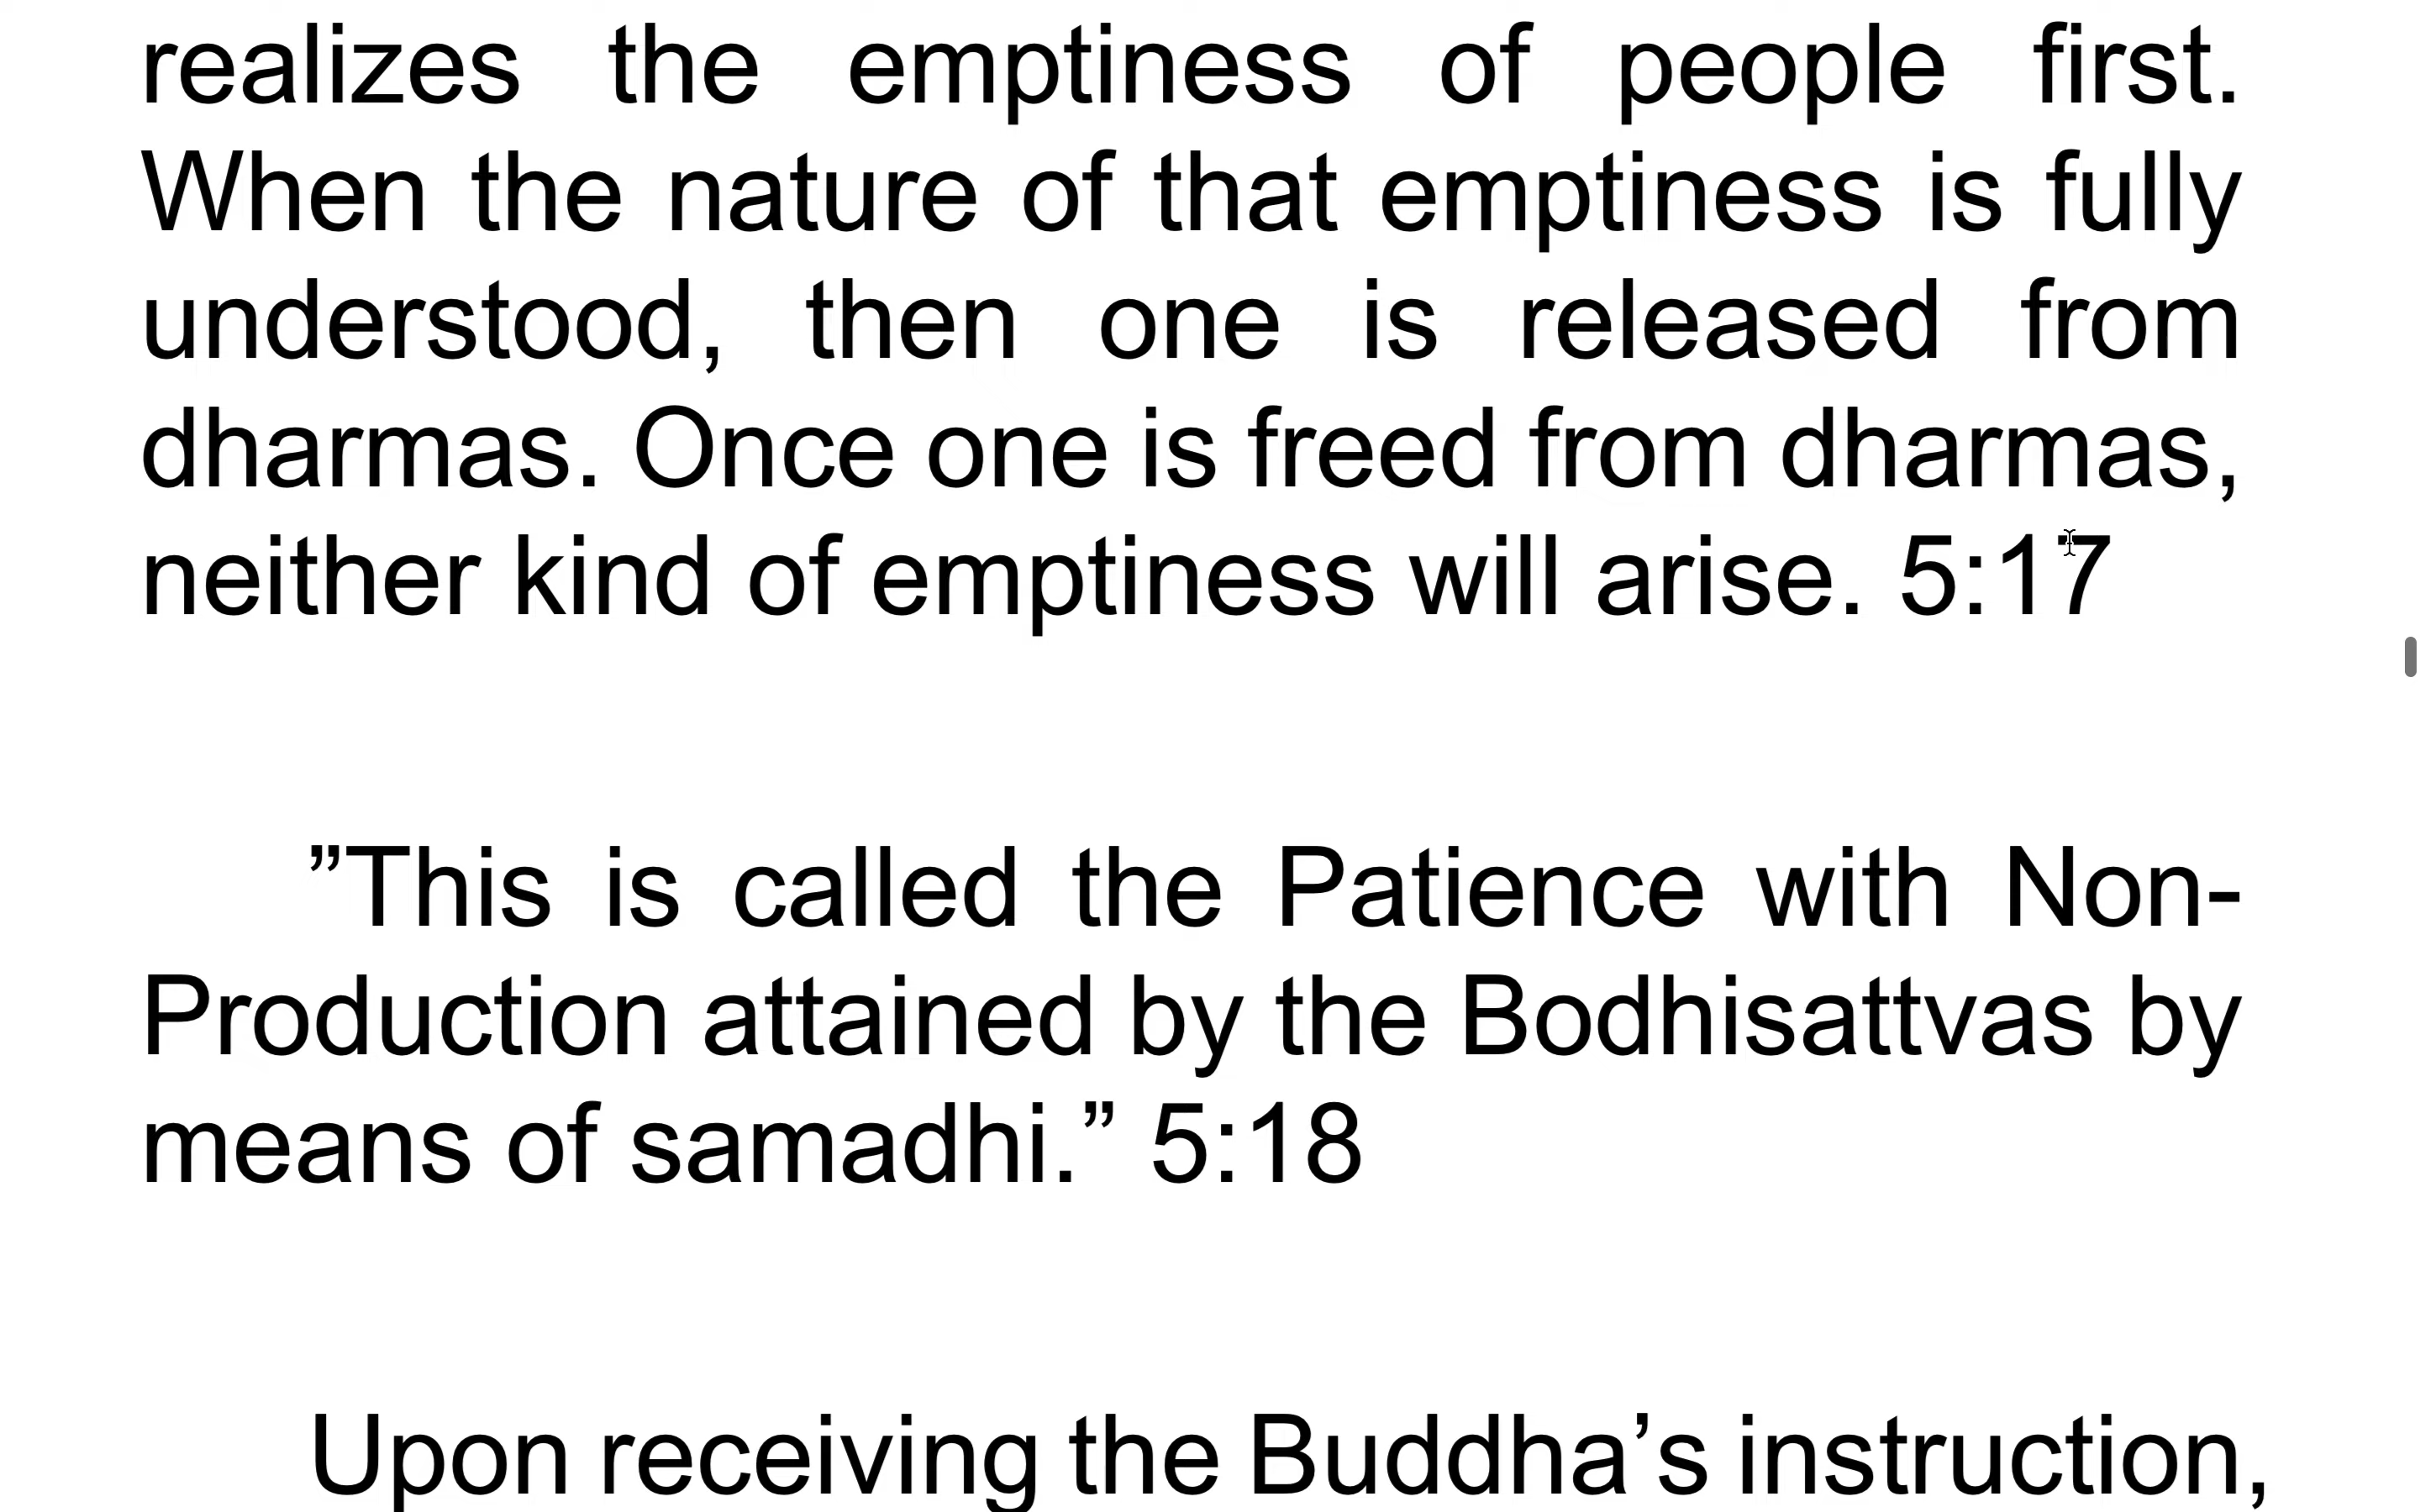 realizes the emptiness of people first.
When the nature of that emptiness is fully
understood, then one is released from
dharmas. Once one is freed from dharmas,
neither kind of emptiness will arise. 5:17
”This is called the Patience with Non-
Production attained by the Bodhisattvas by
means of samadhi.” 5:18
Upon receiving the Buddha’s instruction,